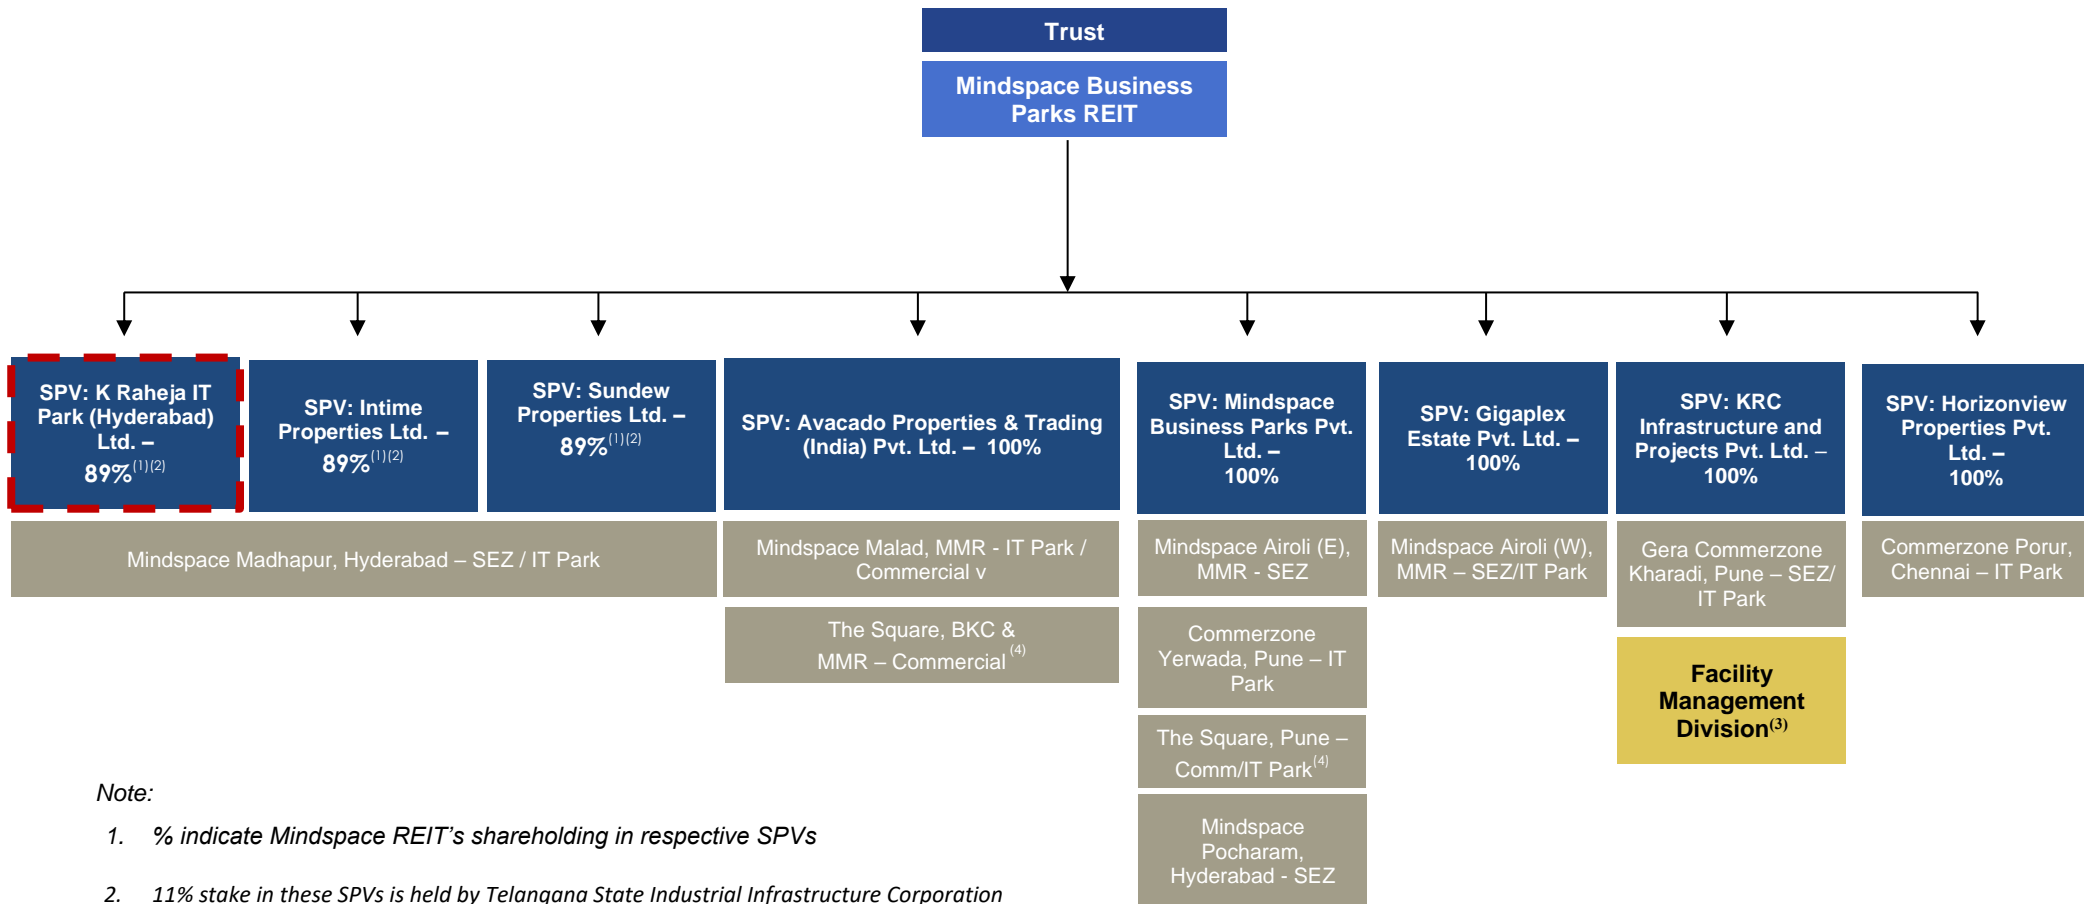 Trust
Mindspace Business
Parks REIT
SPV: K Raheja IT
Park (Hyderabad)
Ltd. –
89%(1)(2)
SPV: Intime
Properties Ltd. –
89%(1)(2)
SPV: Sundew
Properties Ltd. –
89%(1)(2)
SPV: Avacado Properties & Trading
(India) Pvt. Ltd. – 100%
SPV: Mindspace
Business Parks Pvt.
Ltd. –
100%
SPV: Gigaplex
Estate Pvt. Ltd. –
100%
SPV: KRC
Infrastructure and
Projects Pvt. Ltd. –
100%
SPV: Horizonview
Properties Pvt.
Ltd. –
100%
Mindspace Madhapur, Hyderabad – SEZ / IT Park
Mindspace Malad, MMR - IT Park /
Commercial v
The Square, BKC &
MMR – Commercial(4)
Mindspace Airoli (E),
MMR - SEZ
Commerzone
Yerwada, Pune – IT
Park
The Square, Pune –
Comm/IT Park(4)
Mindspace
Pocharam,
Hyderabad - SEZ
Mindspace Airoli (W),
MMR – SEZ/IT Park
Gera Commerzone
Kharadi, Pune – SEZ/
IT Park
Facility
Management
Division(3)
Commerzone Porur,
Chennai – IT Park
Note:
1. % indicate Mindspace REIT's shareholding in respective SPVs
2. 11% stake in these SPVs is held by Telangana State Industrial Infrastructure Corporation